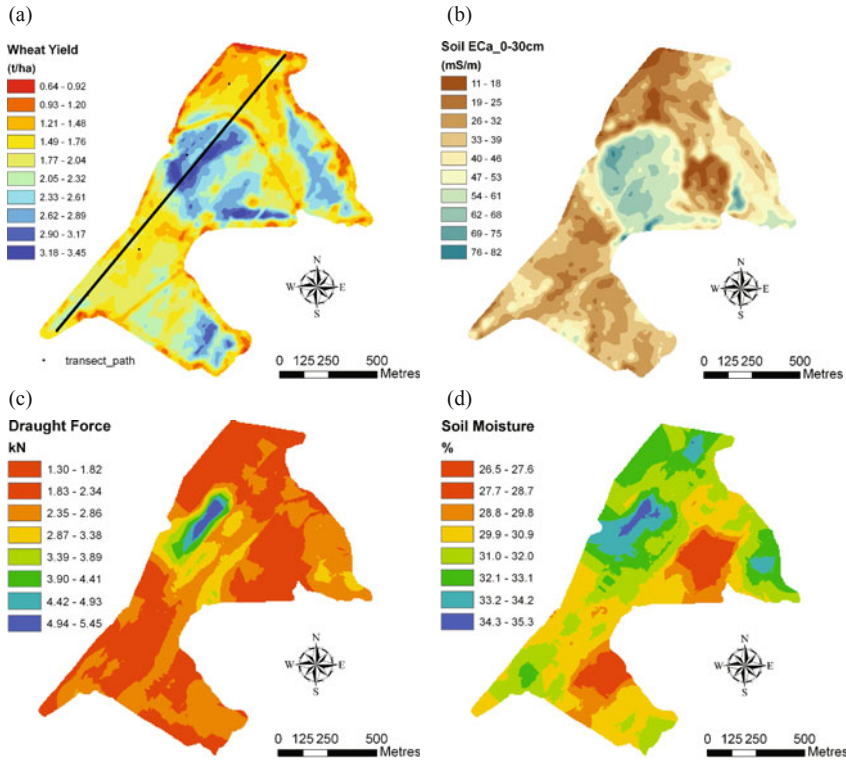 (a)
Wheat Yield
(t/ha)
0.64 - 0.92
0.93 - 1.20
1.21 - 1.48
1.49 - 1.76
1.77 - 2.04
2.05 - 2.32
2.33 - 2.61
2.62 - 2.89
2.90 - 3.17
3.18 - 3.45
transect_path
N
W E
S
0 125 250 500
Metres
(b)
Soil ECa_0-30cm
(mS/m)
11 - 18
19 - 25
26 - 32
33 - 39
40 - 46
47 - 53
54 - 61
62 - 68
69 - 75
76 - 82
N
W E
S
0 125 250 500
Metres
(c)
Draught Force
kN
1.30 - 1.82
1.83 - 2.34
2.35 - 2.86
2.87 - 3.38
3.39 - 3.89
3.90 - 4.41
4.42 - 4.93
4.94 - 5.45
N
W E
S
0 125 250 500
Metres
(d)
Soil Moisture
%
26.5 - 27.6
27.7 - 28.7
28.8 - 29.8
29.9 - 30.9
31.0 - 32.0
32.1 - 33.1
33.2 - 34.2
34.3 - 35.3
N
W E
S
0 125 250 500
Metres